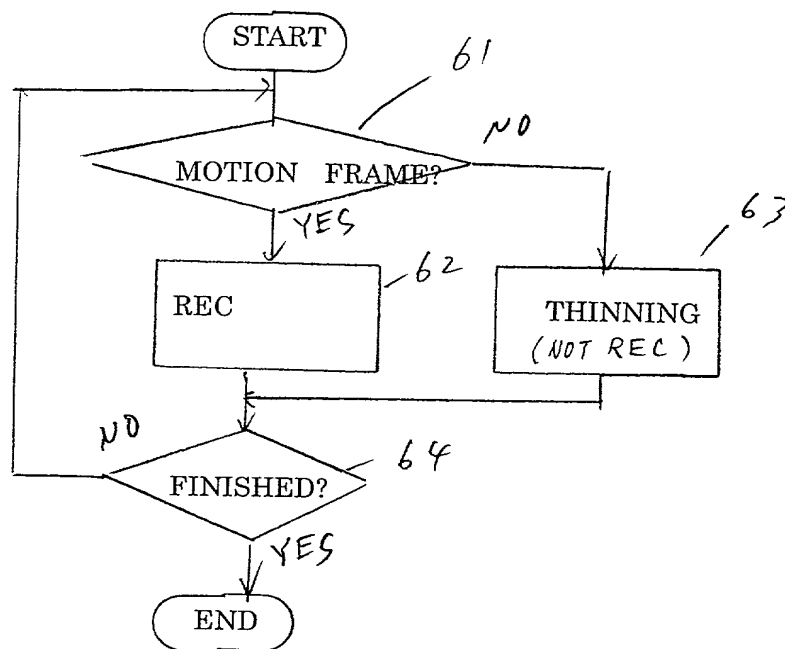 START
61
NO
MOTION FRAME?
YES
63
62
REC
THINNING
(NOT REC)
NO
64
FINISHED?
YES
END